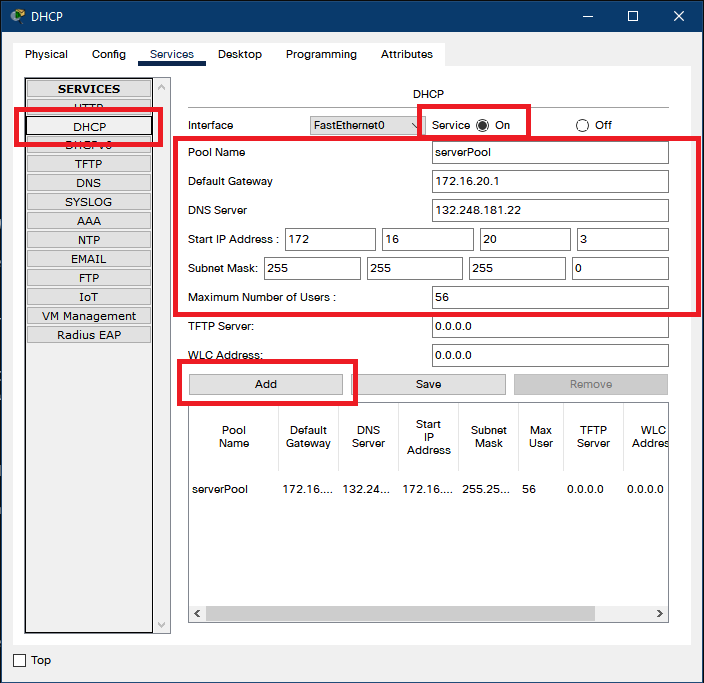 DHCP
Physical Config Services Desktop Programming Attributes
SERVICES
HTTP
DHCP
DHCPv6
TFTP
DNS
SYSLOG
AAA
NTP
EMAIL
FTP
IoT
VM Management
Radius EAP
DHCP
Interface FastEthernet0 Service On Off
Pool Name serverPool
Default Gateway 172.16.20.1
DNS Server 132.248.181.22
Start IP Address : 172 16 20 3
Subnet Mask: 255 255 255 0
Maximum Number of Users : 56
TFTP Server: 0.0.0.0
WLC Address: 0.0.0.0
Add Save Remove
Pool Name Default Gateway DNS Server Start IP Address Subnet Mask Max User TFTP Server WLC Addres
serverPool 172.16.... 132.24... 172.16.... 255.25... 56 0.0.0.0 0.0.0.0
Top